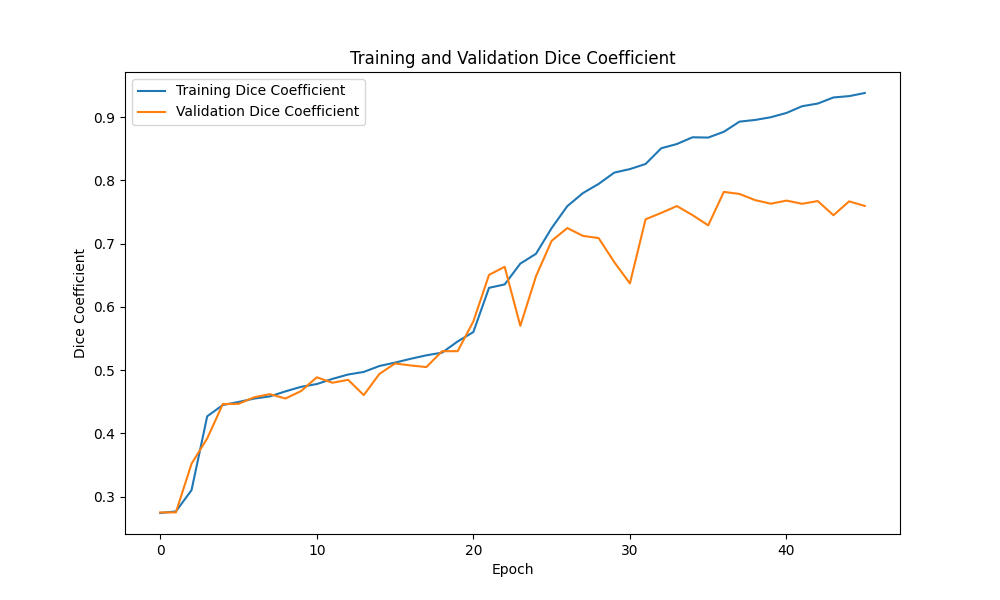 Training and Validation Dice Coefficient
Training Dice Coefficient
Validation Dice Coefficient
Dice Coefficient
0.9
0.8
0.7
0.6
0.5
0.4
0.3
0 10 20 30 40
Epoch